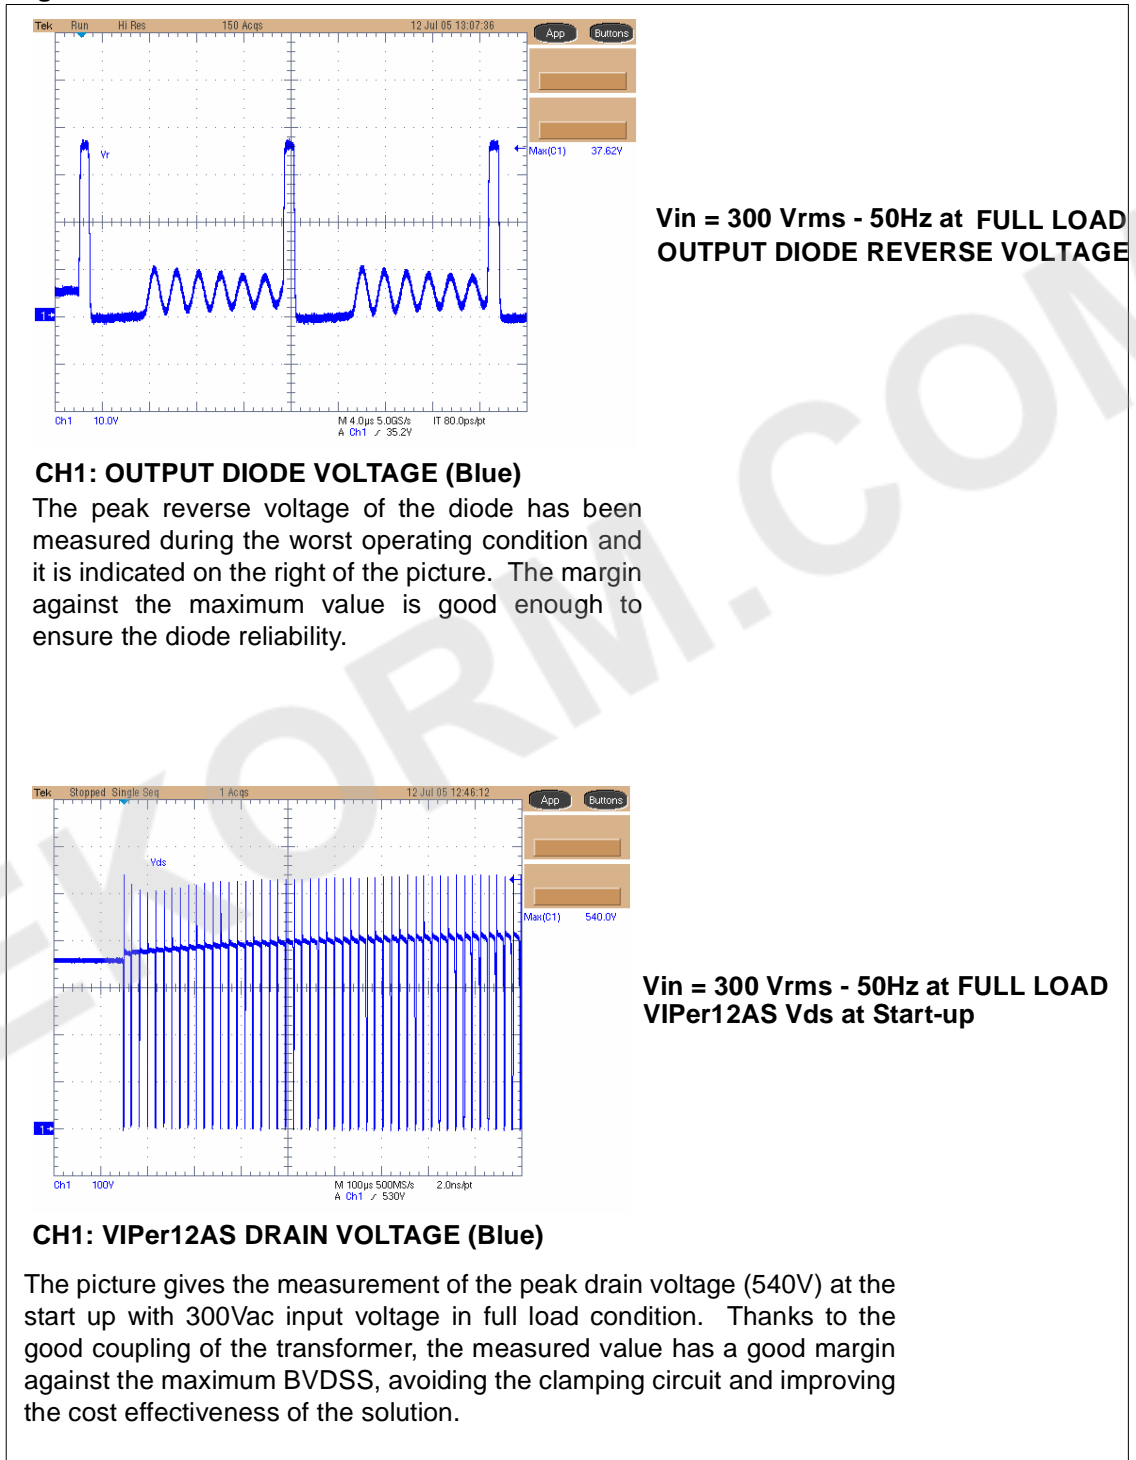 Tek Run Hi Res 150 Acqs 12 Jul 05 13:07:36
App Buttons
Vr
Max(C1) 37.62V
1
Ch1 10.0V
M 4.0µs 5.0GS/s IT 80.0ps/pt
A Ch1 / 35.2V
Vin = 300 Vrms - 50Hz at FULL LOAD
OUTPUT DIODE REVERSE VOLTAGE
CH1: OUTPUT DIODE VOLTAGE (Blue)
The peak reverse voltage of the diode has been
measured during the worst operating condition and
it is indicated on the right of the picture. The margin
against the maximum value is good enough to
ensure the diode reliability.
Tek Stopped Single Seq 1 Acqs 12 Jul 05 12:46:12
App Buttons
Vds
Max(C1) 540.0V
1
Ch1 100V
M 100µs 500MS/s 2.0ns/pt
A Ch1 / 530V
Vin = 300 Vrms - 50Hz at FULL LOAD
VIPer12AS Vds at Start-up
CH1: VIPer12AS DRAIN VOLTAGE (Blue)
The picture gives the measurement of the peak drain voltage (540V) at the
start up with 300Vac input voltage in full load condition. Thanks to the
good coupling of the transformer, the measured value has a good margin
against the maximum BVDSS, avoiding the clamping circuit and improving
the cost effectiveness of the solution.
EKORM.COM